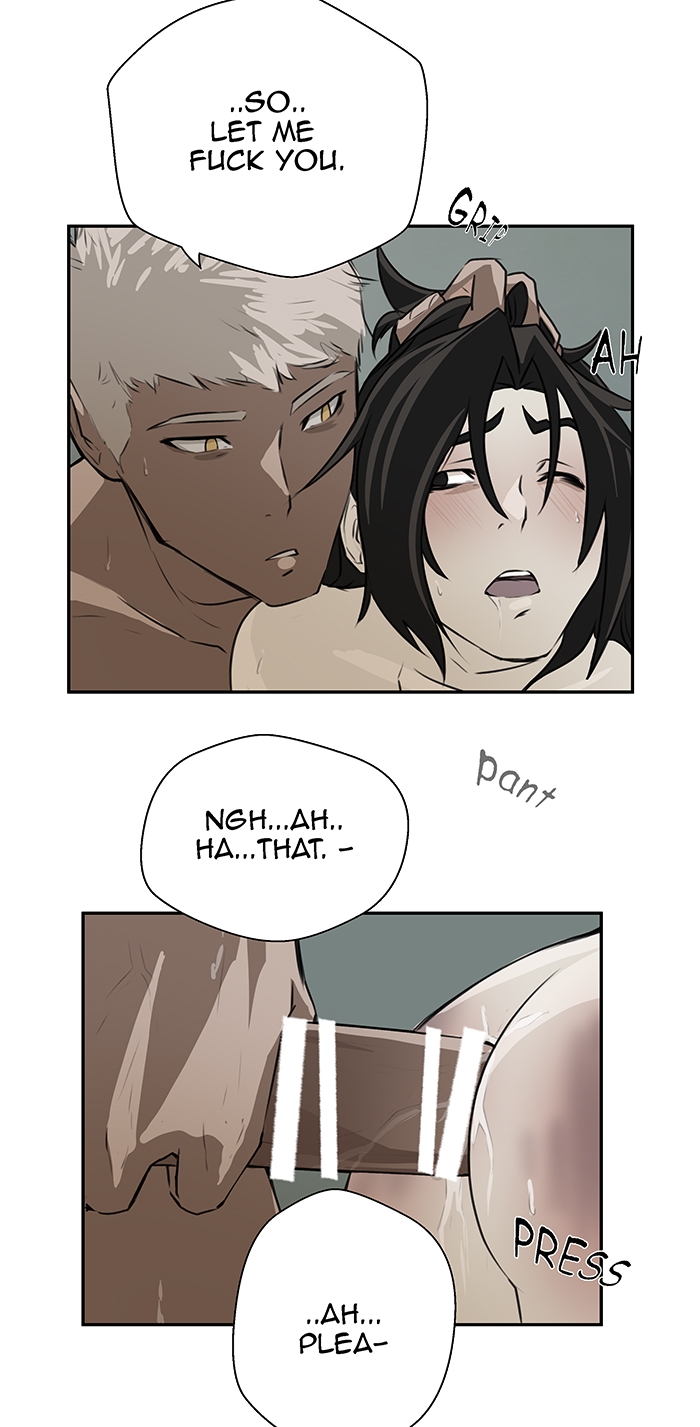 ..SO..
LET ME
FUCK YOU.
GRIP
AH
pant
NGH...AH..
HA...THAT. -
PRESS
..AH...
PLEA-